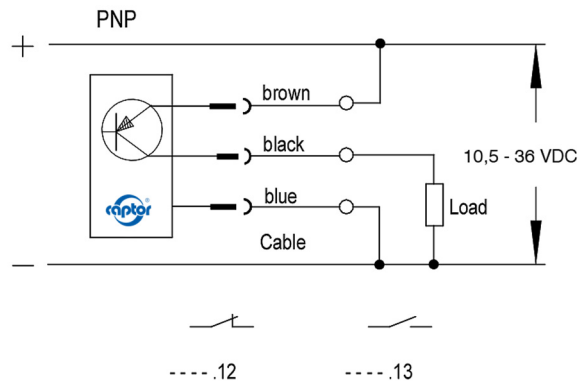 PNP
+
brown
black
10,5 - 36 VDC
blue
Load
captor
Cable
—
- - - - .12
- - - - .13